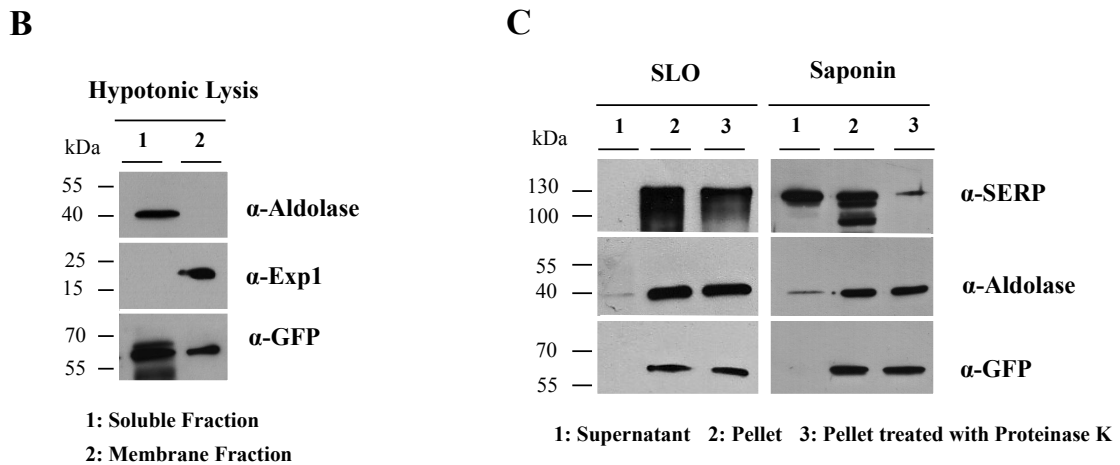 B
Hypotonic Lysis
kDa
1 2
55
40
α-Aldolase
25
15
α-Exp1
70
55
α-GFP
1: Soluble Fraction
2: Membrane Fraction
C
SLO Saponin
kDa
1 2 3 1 2 3
130
100
α-SERP
55
40
α-Aldolase
70
55
α-GFP
1: Supernatant 2: Pellet 3: Pellet treated with Proteinase K